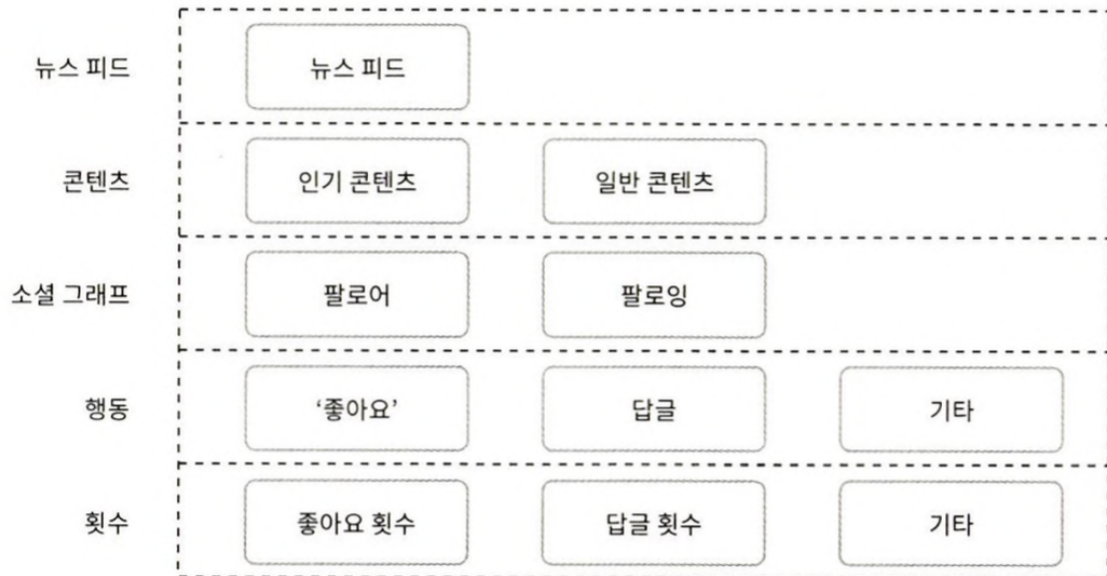 뉴스 피드 뉴스 피드
콘텐츠 인기 콘텐츠 일반 콘텐츠
소셜 그래프 팔로어 팔로잉
행동 ‘좋아요’ 답글 기타
횟수 좋아요 횟수 답글 횟수 기타